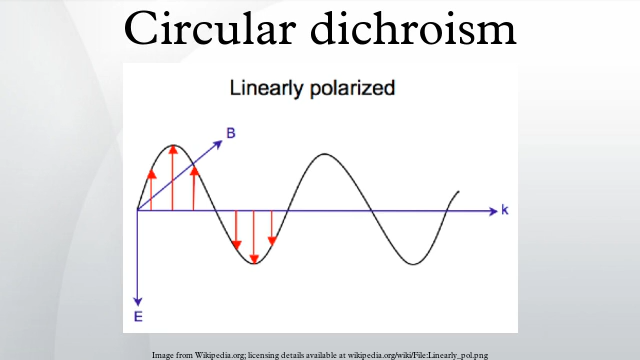 Circular dichroism
Linearly polarized
B
k
E
Image from Wikipedia.org; licensing details available at wikipedia.org/wiki/File:Linearly_pol.png